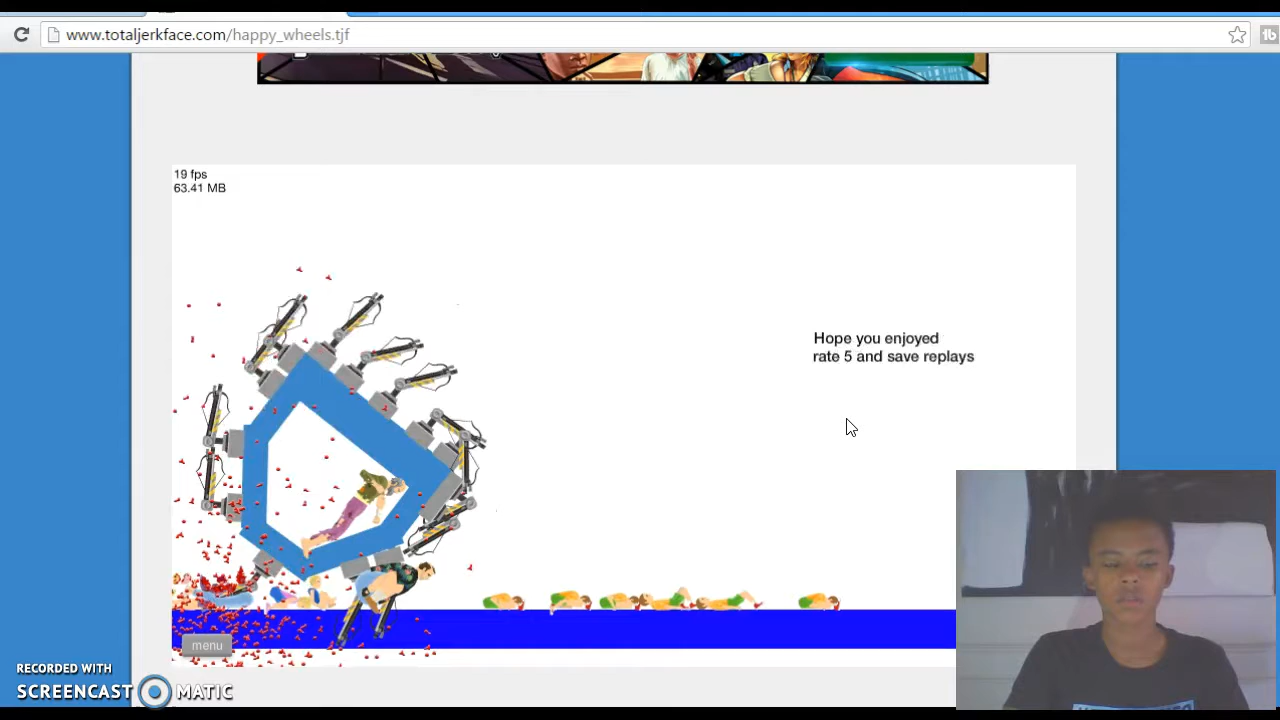 www.totaljerkface.com/happy_wheels.tjf
19 fps
63.41 MB
Hope you enjoyed
rate 5 and save replays
menu
RECORDED WITH
SCREENCAST MATIC